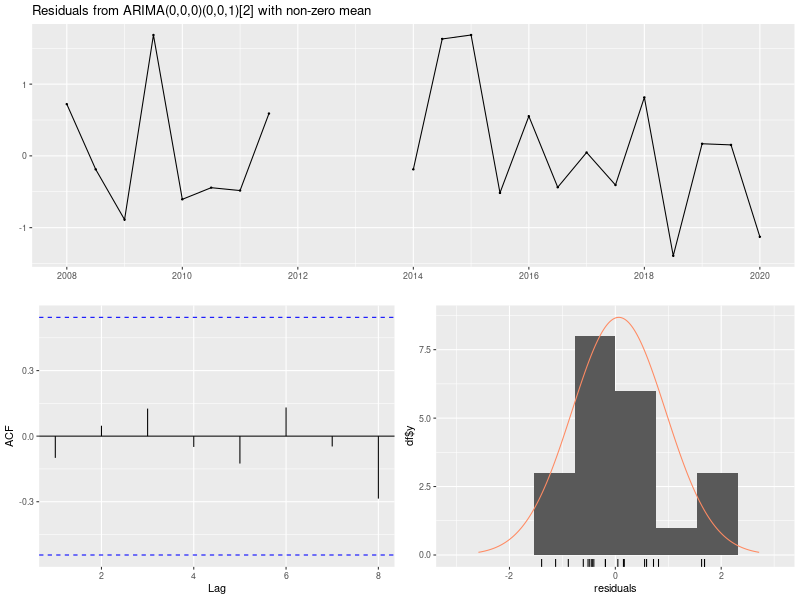 Residuals from ARIMA(0,0,0)(0,0,1)[2] with non-zero mean
1
0
-1
2008 2010 2012 2014 2016 2018 2020
ACF
0.3
0.0
-0.3
2 4 6 8
Lag
df$y
7.5
5.0
2.5
0.0
-2 0 2
residuals